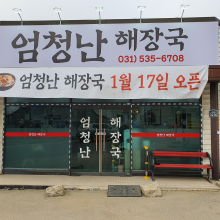 엄청난 해장국
031) 535-6708
엄청난 해장국 1월 17일 오픈
엄청난
해장국